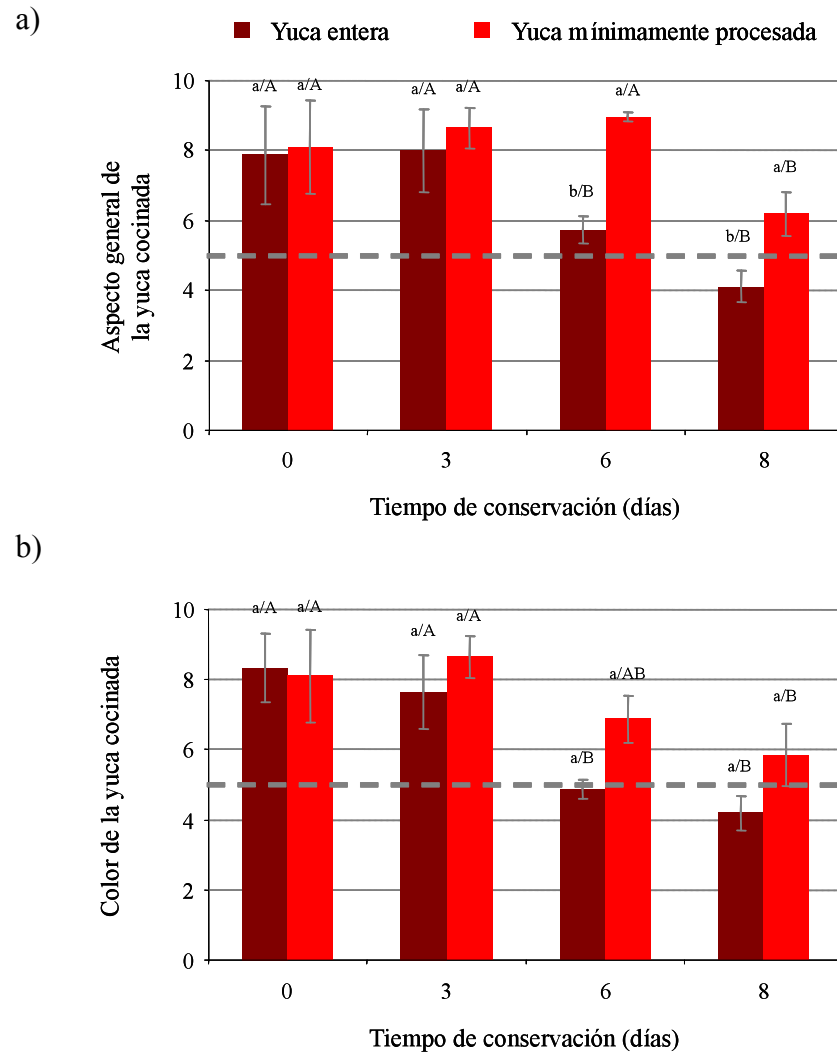 a)
Yuca entera Yuca mínimamente procesada
Aspecto general de
la yuca cocinada
10
8
6
4
2
0
a/A a/A a/A a/A b/B a/A b/B a/B
0 3 6 8
Tiempo de conservación (días)
b)
Color de la yuca cocinada
10
8
6
4
2
0
a/A a/A a/A a/A a/B a/AB a/B a/B
0 3 6 8
Tiempo de conservación (días)